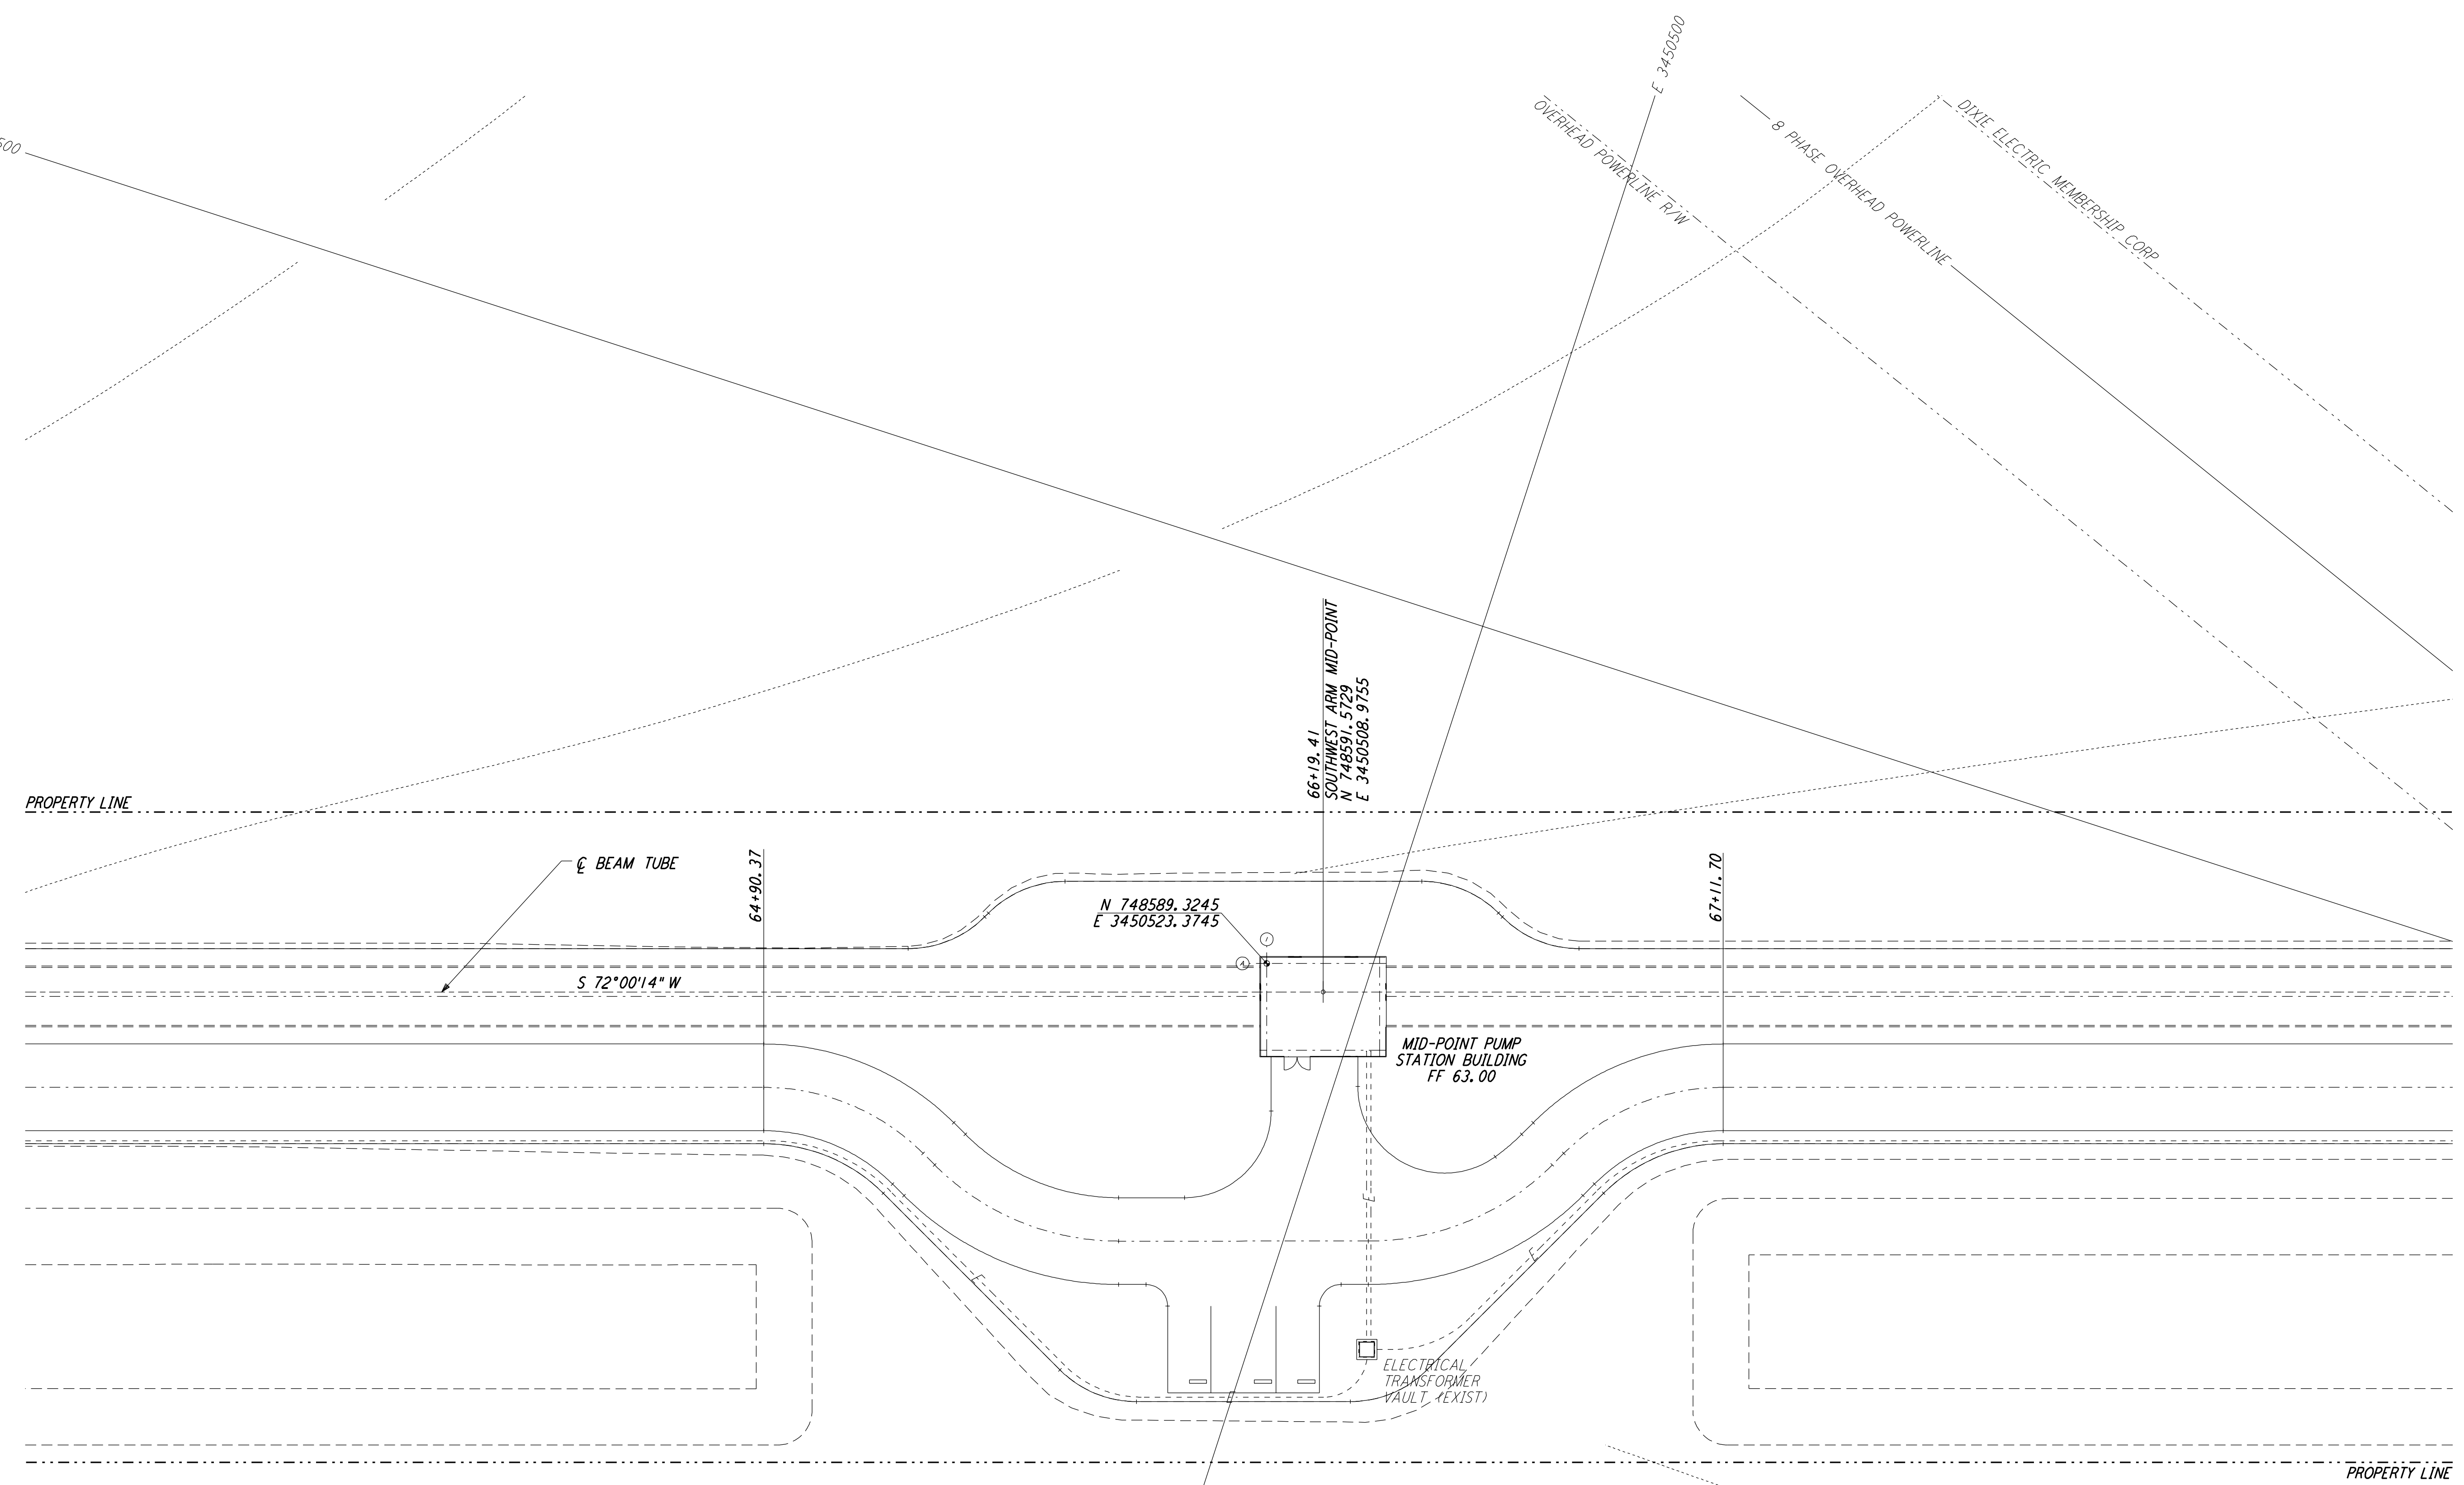 E 3450500
OVERHEAD POWERLINE R/W
8 PHASE OVERHEAD POWERLINE
DIXIE ELECTRIC MEMBERSHIP CORP
66+19.41
SOUTHWEST ARM MID-POINT
N 748591.5729
E 3450508.9755
PROPERTY LINE
℄ BEAM TUBE
64+90.37
67+11.70
N 748589.3245
E 3450523.3745
1
A
S 72°00'14" W
MID-POINT PUMP
STATION BUILDING
FF 63.00
ELECTRICAL
TRANSFORMER
VAULT (EXIST)
PROPERTY LINE